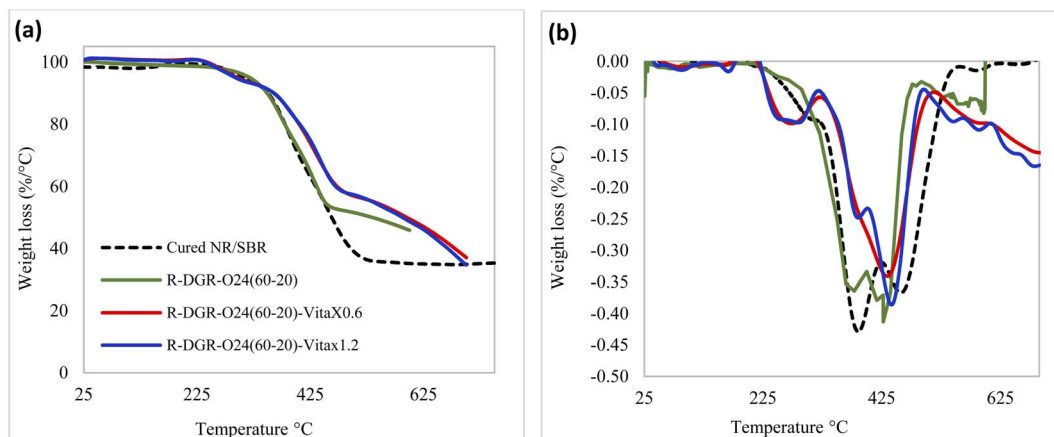 (a)
100
80
60
40
20
0
Weight loss (%/°C)
Cured NR/SBR
R-DGR-O24(60-20)
R-DGR-O24(60-20)-VitaX0.6
R-DGR-O24(60-20)-Vitax1.2
25 225 425 625
Temperature °C
(b)
0.00
-0.05
-0.10
-0.15
-0.20
-0.25
-0.30
-0.35
-0.40
-0.45
-0.50
Weight loss (%/°C)
25 225 425 625
Temperature °C